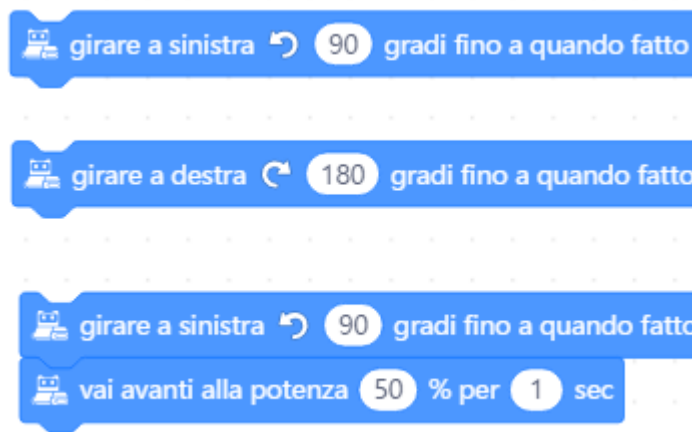 girare a sinistra 90 gradi fino a quando fatto
girare a destra 180 gradi fino a quando fatto
girare a sinistra 90 gradi fino a quando fatto
vai avanti alla potenza 50 % per 1 sec